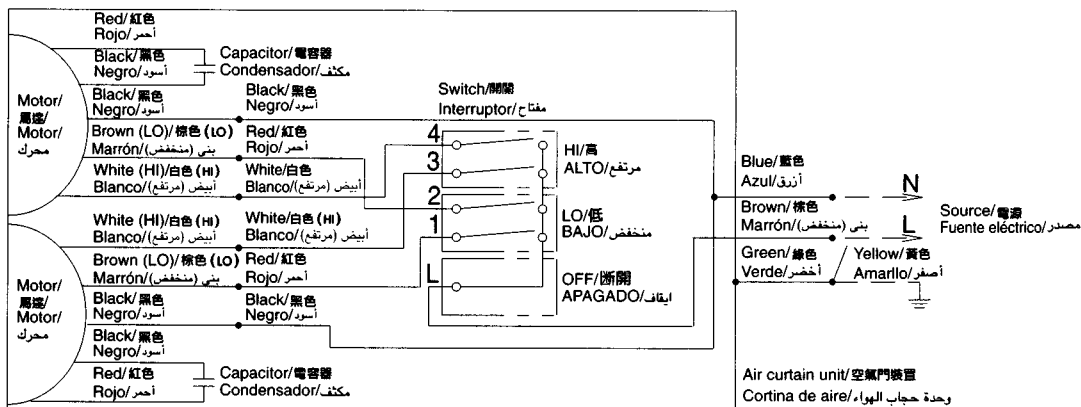 Red/紅色
Rojo/أحمر
Black/黑色
Negro/أسود
Capacitor/電容器
Condensador/مكثف
Black/黑色
Negro/أسود
Black/黑色
Negro/أسود
Switch/開關
Interruptor/مفتاح
Motor/
馬達/
Motor/
محرك
Brown (LO)/棕色 (LO)
Marrón/بني (منخفض)
Red/紅色
Rojo/أحمر
White (HI)/白色 (HI)
Blanco/أبيض (مرتفع)
White/白色
Blanco/أبيض (مرتفع)
4
3
2
1
L
HI/高
ALTO/مرتفع
LO/低
BAJO/منخفض
OFF/断開
APAGADO/ايقاف
White (HI)/白色 (HI)
Blanco/أبيض (مرتفع)
White/白色 (HI)
Blanco/أبيض (مرتفع)
Brown (LO)/棕色 (LO)
Marrón/بني (منخفض)
Red/紅色
Rojo/أحمر
Motor/
馬達/
Motor/
محرك
Black/黑色
Negro/أسود
Black/黑色
Negro/أسود
Black/黑色
Negro/أسود
Red/紅色
Rojo/أحمر
Capacitor/電容器
Condensador/مكثف
Blue/藍色
Azul/أزرق
N
Brown/棕色
Marrón/بني (منخفض)
L
Source/電源
Fuente eléctrico/مصدر
Green/綠色
Verde/أخضر
Yellow/黃色
Amarllo/أصفر
Air curtain unit/空氣門裝置
Cortina de aire/وحدة حجاب الهواء